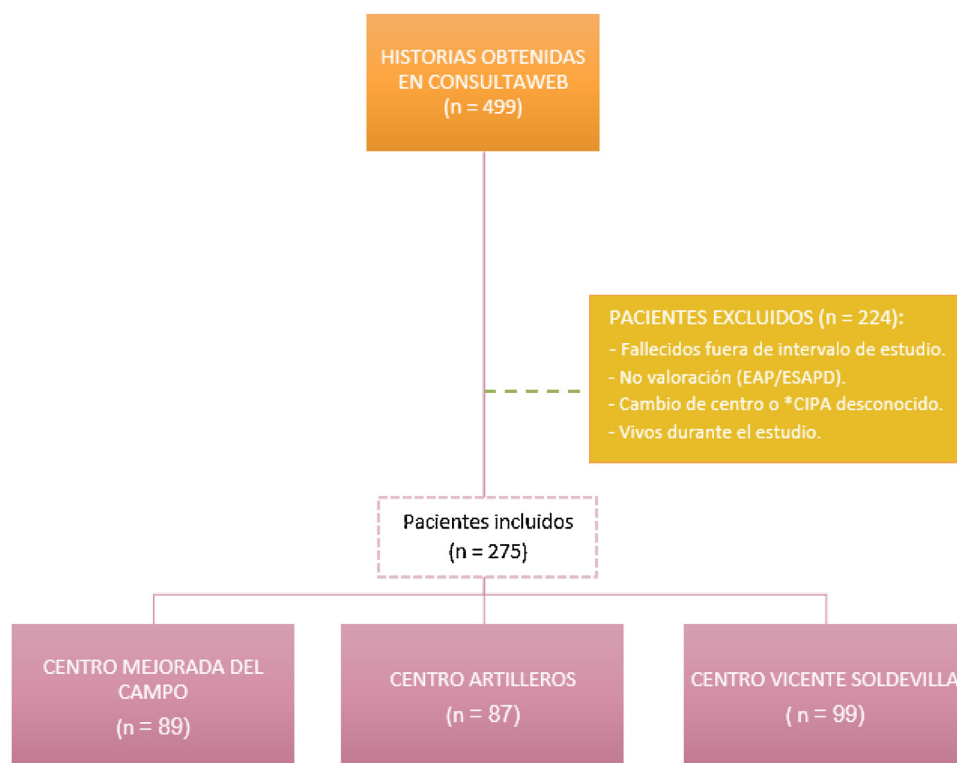 HISTORIAS OBTENIDAS
EN CONSULTAWEB
(n = 499)
PACIENTES EXCLUIDOS (n = 224):
- Fallecidos fuera de intervalo de estudio.
- No valoración (EAP/ESAPD).
- Cambio de centro o *CIPA desconocido.
- Vivos durante el estudio.
Pacientes incluidos
(n = 275)
CENTRO MEJORADA DEL
CAMPO
(n = 89)
CENTRO ARTILLEROS
(n = 87)
CENTRO VICENTE SOLDEVILLA
( n = 99)